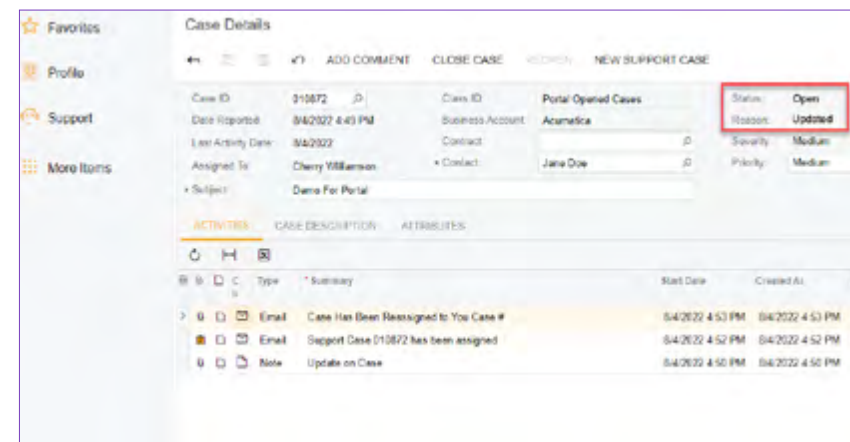 Favorites
Profile
Support
More Items
Case Details
ADD COMMENT CLOSE CASE REOPEN NEW SUPPORT CASE
Case ID: 010872 Class ID: Portal Opened Cases Status: Open
Date Reported: 8/4/2022 4:49 PM Business Account: Acumatica Reason: Updated
Last Activity Date: 8/4/2022 Contract: Severity: Medium
Assigned To: Cherry Williamson * Contact: Jane Doe Priority: Medium
* Subject: Demo For Portal
ACTIVITIES CASE DESCRIPTION ATTRIBUTES
Type * Summary Start Date Created At
Email Case Has Been Reassigned to You Case # 8/4/2022 4:53 PM 8/4/2022 4:53 PM
Email Support Case 010872 has been assigned 8/4/2022 4:52 PM 8/4/2022 4:52 PM
Note Update on Case 8/4/2022 4:50 PM 8/4/2022 4:50 PM